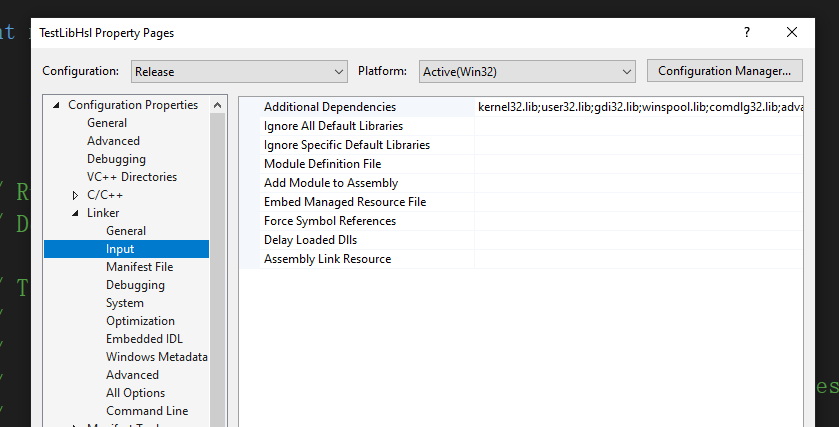 TestLibHsl Property Pages
Configuration: Release Platform: Active(Win32) Configuration Manager...
Configuration Properties
General
Advanced
Debugging
VC++ Directories
C/C++
Linker
General
Input
Manifest File
Debugging
System
Optimization
Embedded IDL
Windows Metadata
Advanced
All Options
Command Line
Additional Dependencies kernel32.lib;user32.lib;gdi32.lib;winspool.lib;comdlg32.lib;adva
Ignore All Default Libraries
Ignore Specific Default Libraries
Module Definition File
Add Module to Assembly
Embed Managed Resource File
Force Symbol References
Delay Loaded Dlls
Assembly Link Resource